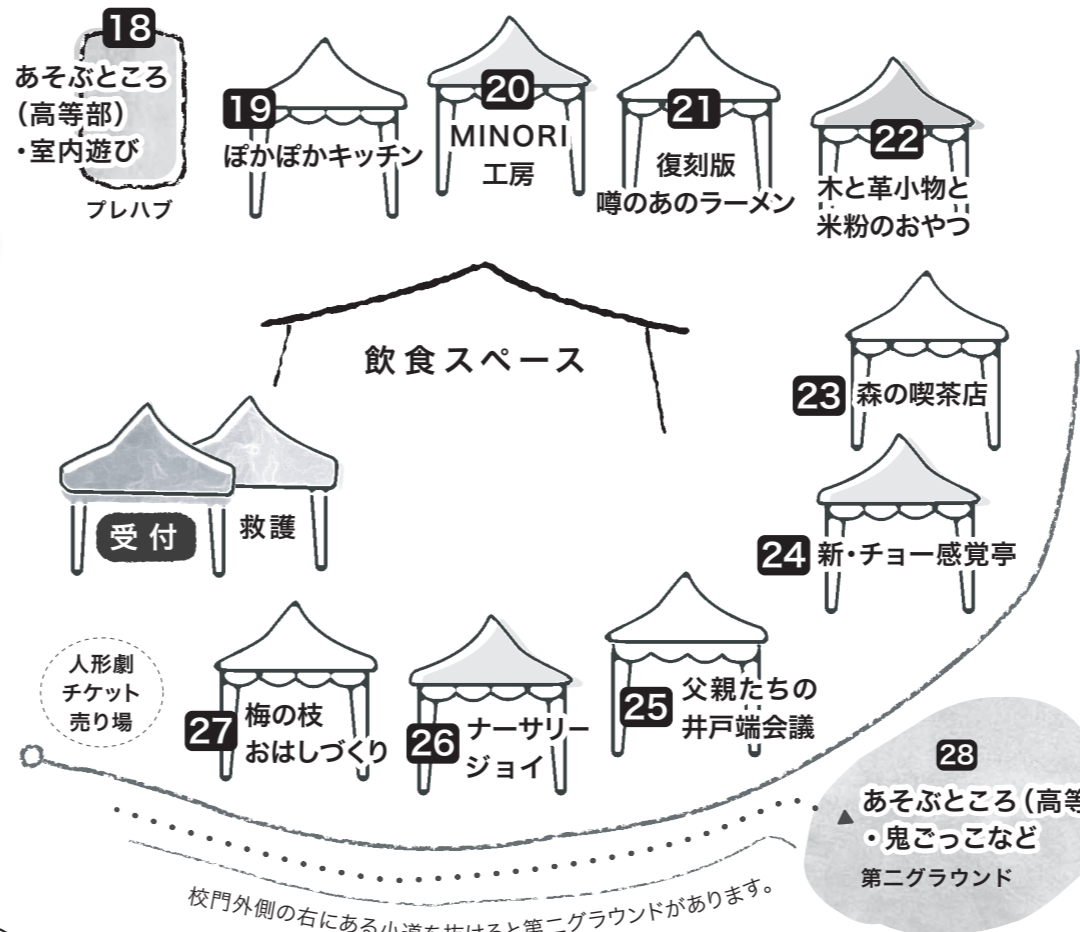 18
あそぶところ
（高等部）
・室内遊び
プレハブ
19
ぽかぽかキッチン
20
MINORI
工房
21
復刻版
噂のあのラーメン
22
木と革小物と
米粉のおやつ
飲食スペース
23
森の喫茶店
24
新・チョー感覚亭
受付
救護
人形劇
チケット
売り場
27
梅の枝
おはしづくり
26
ナーサリー
ジョイ
25
父親たちの
井戸端会議
28
▲
あそぶところ（高等
・鬼ごっこなど
第二グラウンド
校門外側の右にある小道を抜けると第二グラウンドがあります。